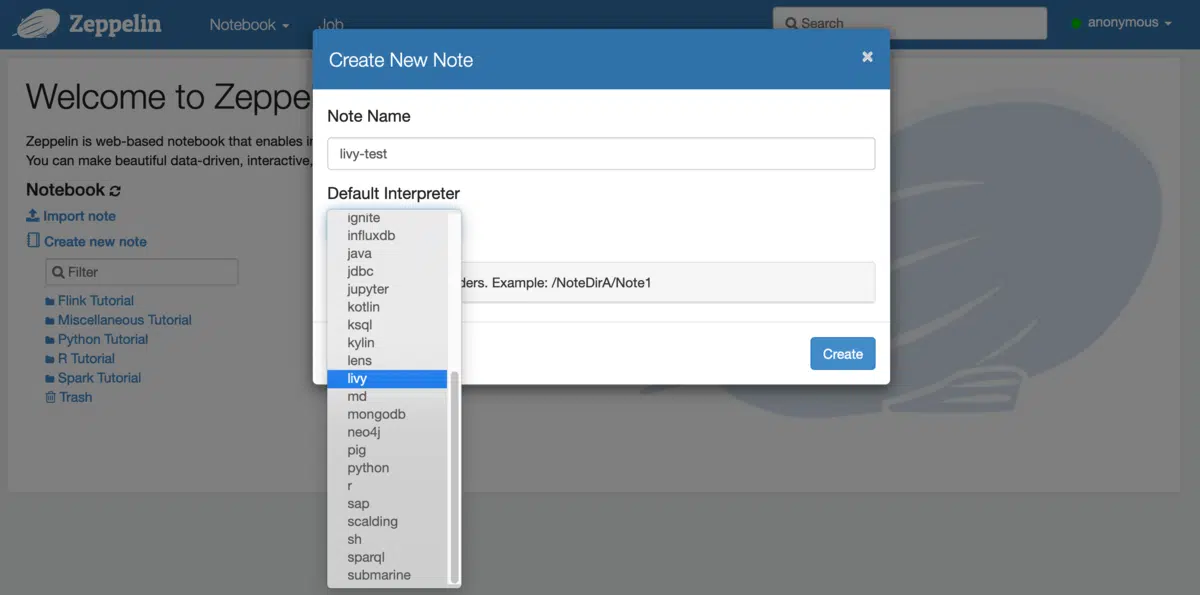 Zeppelin
Notebook
Job
Search
anonymous
Create New Note
Note Name
livy-test
Default Interpreter
ignite
influxdb
java
jdbc
jupyter
kotlin
ksql
kylin
lens
livy
md
mongodb
neo4j
pig
python
r
sap
scalding
sh
sparql
submarine
ders. Example: /NoteDirA/Note1
Create
Welcome to Zeppe
Zeppelin is web-based notebook that enables
You can make beautiful data-driven, interactive,
Notebook
Import note
Create new note
Filter
Flink Tutorial
Miscellaneous Tutorial
Python Tutorial
R Tutorial
Spark Tutorial
Trash